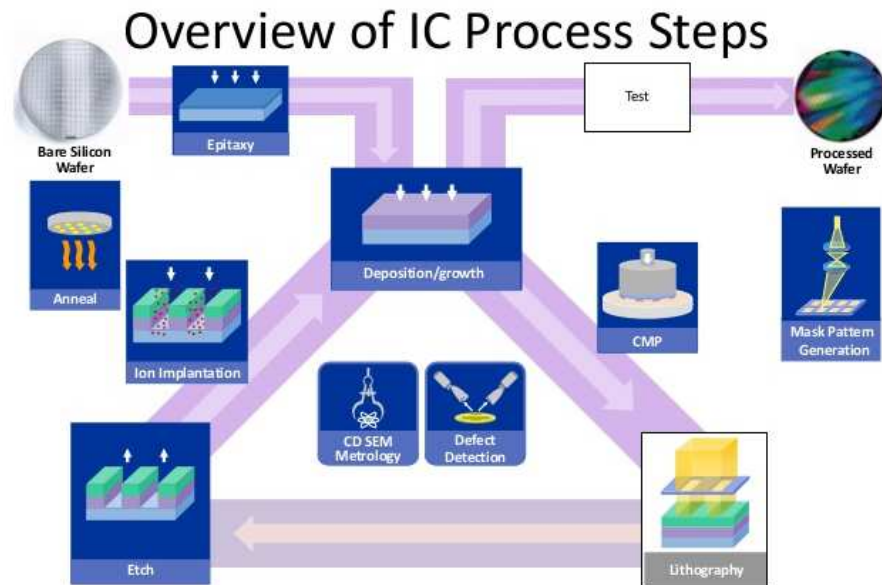 Overview of IC Process Steps
Epitaxy
Test
Bare Silicon
Wafer
Processed
Wafer
Deposition/growth
Anneal
Ion Implantation
CMP
Mask Pattern
Generation
CD SEM
Metrology
Defect
Detection
Etch
Lithography